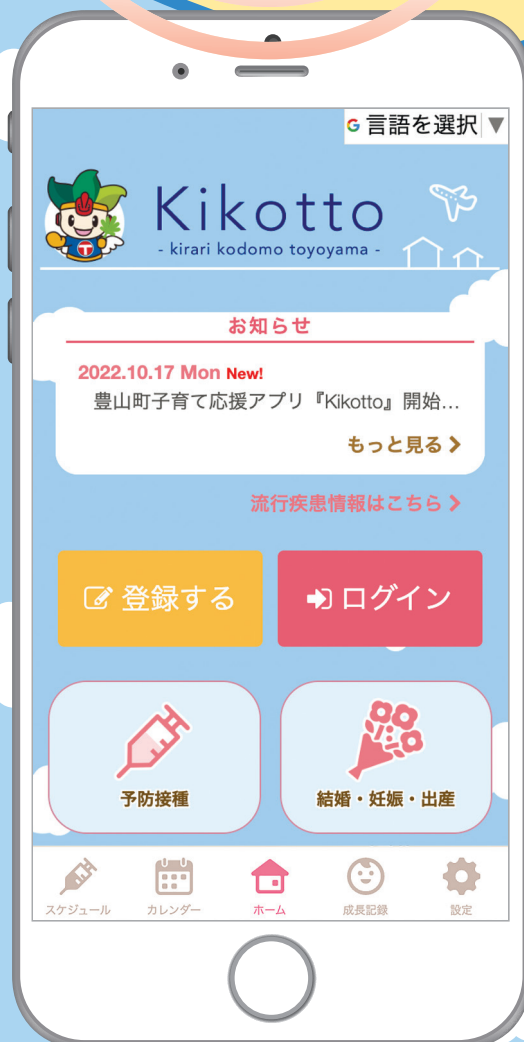 G 言語を選択 ▼
Kikotto
- kirari kodomo toyoyama -
T
お知らせ
2022.10.17 Mon New!
豊山町子育て応援アプリ『Kikotto』開始…
もっと見る
流行疾患情報はこちら
登録する
ログイン
予防接種
結婚・妊娠・出産
スケジュール
カレンダー
ホーム
成長記録
設定